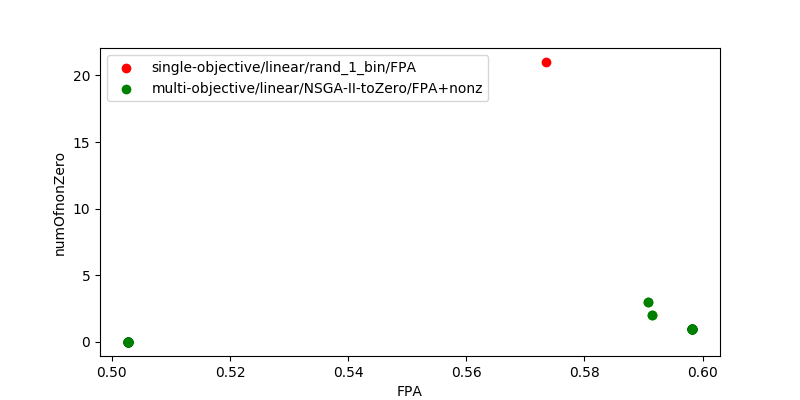 single-objective/linear/rand_1_bin/FPA
multi-objective/linear/NSGA-II-toZero/FPA+nonz
20
15
10
5
0
numOfnonZero
0.50 0.52 0.54 0.56 0.58 0.60
FPA